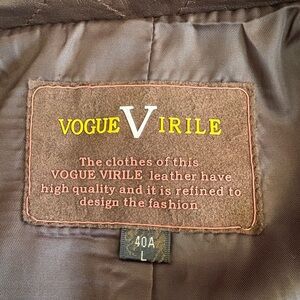 VOGUE VIRILE
The clothes of this
VOGUE VIRILE leather have
high quality and it is refined to
design the fashion
40A
L